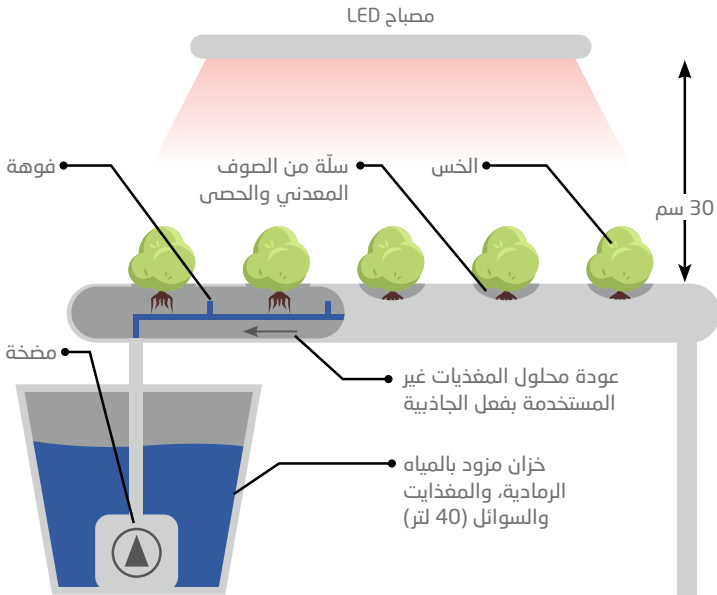 مصباح LED
فوهة
سلّة من الصوف
المعدني والحصى
الخس
30 سم
مضخة
عودة محلول المغذيات غير
المستخدمة بفعل الجاذبية
خزان مزود بالمياه
الرمادية، والمغذايت
والسوائل (40 لتر)